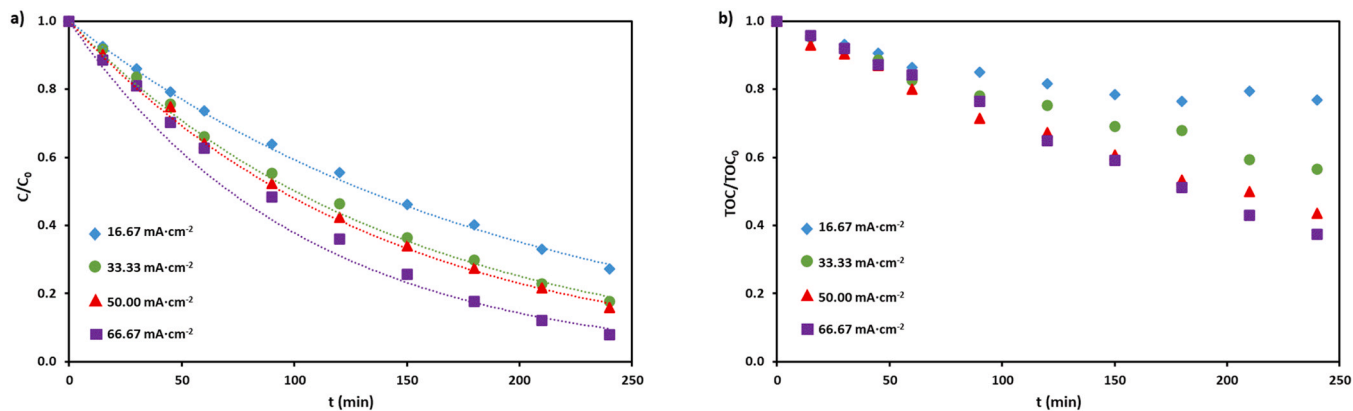 a)
1.0
0.8
0.6
0.4
0.2
0.0
C/C₀
16.67 mA·cm⁻²
33.33 mA·cm⁻²
50.00 mA·cm⁻²
66.67 mA·cm⁻²
0 50 100 150 200 250
t (min)
b)
1.0
0.8
0.6
0.4
0.2
0.0
TOC/TOC₀
16.67 mA·cm⁻²
33.33 mA·cm⁻²
50.00 mA·cm⁻²
66.67 mA·cm⁻²
0 50 100 150 200 250
t (min)